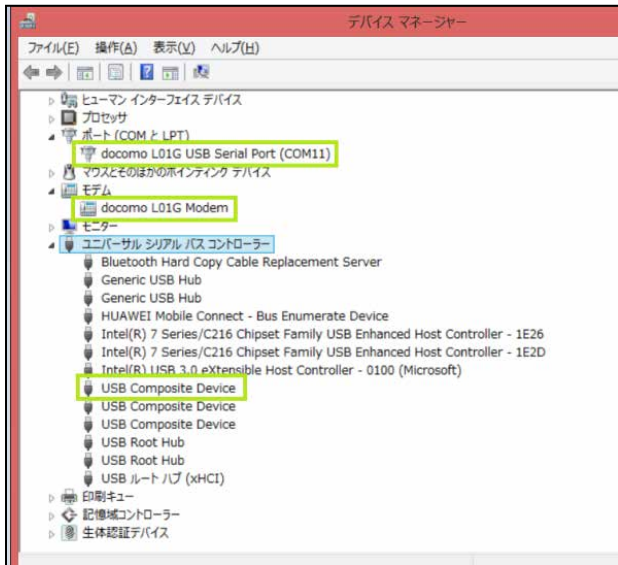 デバイス マネージャー
ファイル(F) 操作(A) 表示(V) ヘルプ(H)
ヒューマン インターフェイス デバイス
プロセッサ
ポート (COM と LPT)
docomo L01G USB Serial Port (COM11)
マウスとそのほかのポインティング デバイス
モデム
docomo L01G Modem
モニター
ユニバーサル シリアル バス コントローラー
Bluetooth Hard Copy Cable Replacement Server
Generic USB Hub
Generic USB Hub
HUAWEI Mobile Connect - Bus Enumerate Device
Intel(R) 7 Series/C216 Chipset Family USB Enhanced Host Controller - 1E26
Intel(R) 7 Series/C216 Chipset Family USB Enhanced Host Controller - 1E2D
Intel(R) USB 3.0 eXtensible Host Controller - 0100 (Microsoft)
USB Composite Device
USB Composite Device
USB Composite Device
USB Root Hub
USB Root Hub
USB ルート ハブ (xHCI)
印刷キュー
記憶域コントローラー
生体認証デバイス